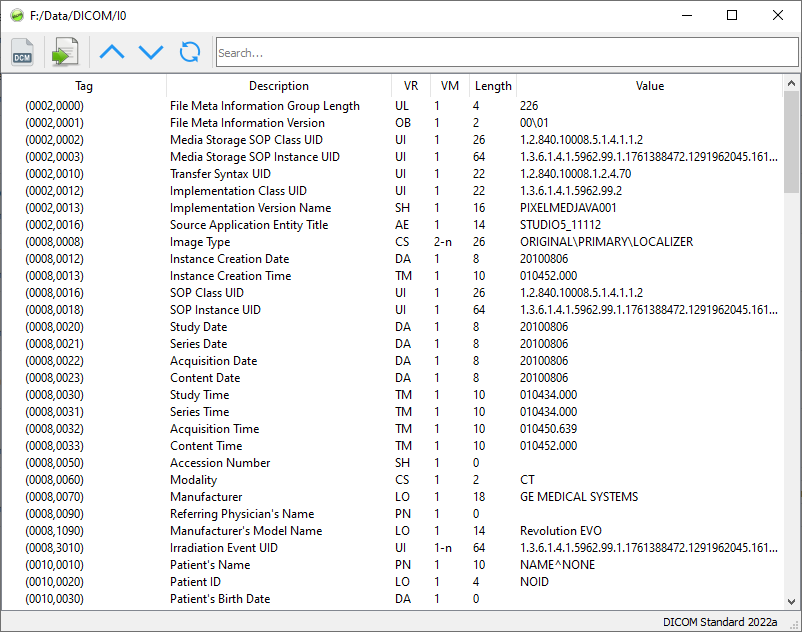 F:/Data/DICOM/I0
DCM
Search...
Tag Description VR VM Length Value
(0002,0000) File Meta Information Group Length UL 1 4 226
(0002,0001) File Meta Information Version OB 1 2 00\01
(0002,0002) Media Storage SOP Class UID UI 1 26 1.2.840.10008.5.1.4.1.1.2
(0002,0003) Media Storage SOP Instance UID UI 1 64 1.3.6.1.4.1.5962.99.1.1761388472.1291962045.161...
(0002,0010) Transfer Syntax UID UI 1 22 1.2.840.10008.1.2.4.70
(0002,0012) Implementation Class UID UI 1 22 1.3.6.1.4.1.5962.99.2
(0002,0013) Implementation Version Name SH 1 16 PIXELMEDJAVA001
(0002,0016) Source Application Entity Title AE 1 14 STUDIO5_11112
(0008,0008) Image Type CS 2-n 26 ORIGINAL\PRIMARY\LOCALIZER
(0008,0012) Instance Creation Date DA 1 8 20100806
(0008,0013) Instance Creation Time TM 1 10 010452.000
(0008,0016) SOP Class UID UI 1 26 1.2.840.10008.5.1.4.1.1.2
(0008,0018) SOP Instance UID UI 1 64 1.3.6.1.4.1.5962.99.1.1761388472.1291962045.161...
(0008,0020) Study Date DA 1 8 20100806
(0008,0021) Series Date DA 1 8 20100806
(0008,0022) Acquisition Date DA 1 8 20100806
(0008,0023) Content Date DA 1 8 20100806
(0008,0030) Study Time TM 1 10 010434.000
(0008,0031) Series Time TM 1 10 010434.000
(0008,0032) Acquisition Time TM 1 10 010450.639
(0008,0033) Content Time TM 1 10 010452.000
(0008,0050) Accession Number SH 1 0
(0008,0060) Modality CS 1 2 CT
(0008,0070) Manufacturer LO 1 18 GE MEDICAL SYSTEMS
(0008,0090) Referring Physician's Name PN 1 0
(0008,1090) Manufacturer's Model Name LO 1 14 Revolution EVO
(0008,3010) Irradiation Event UID UI 1-n 64 1.3.6.1.4.1.5962.99.1.1761388472.1291962045.161...
(0010,0010) Patient's Name PN 1 10 NAME^NONE
(0010,0020) Patient ID LO 1 4 NOID
(0010,0030) Patient's Birth Date DA 1 0
DICOM Standard 2022a